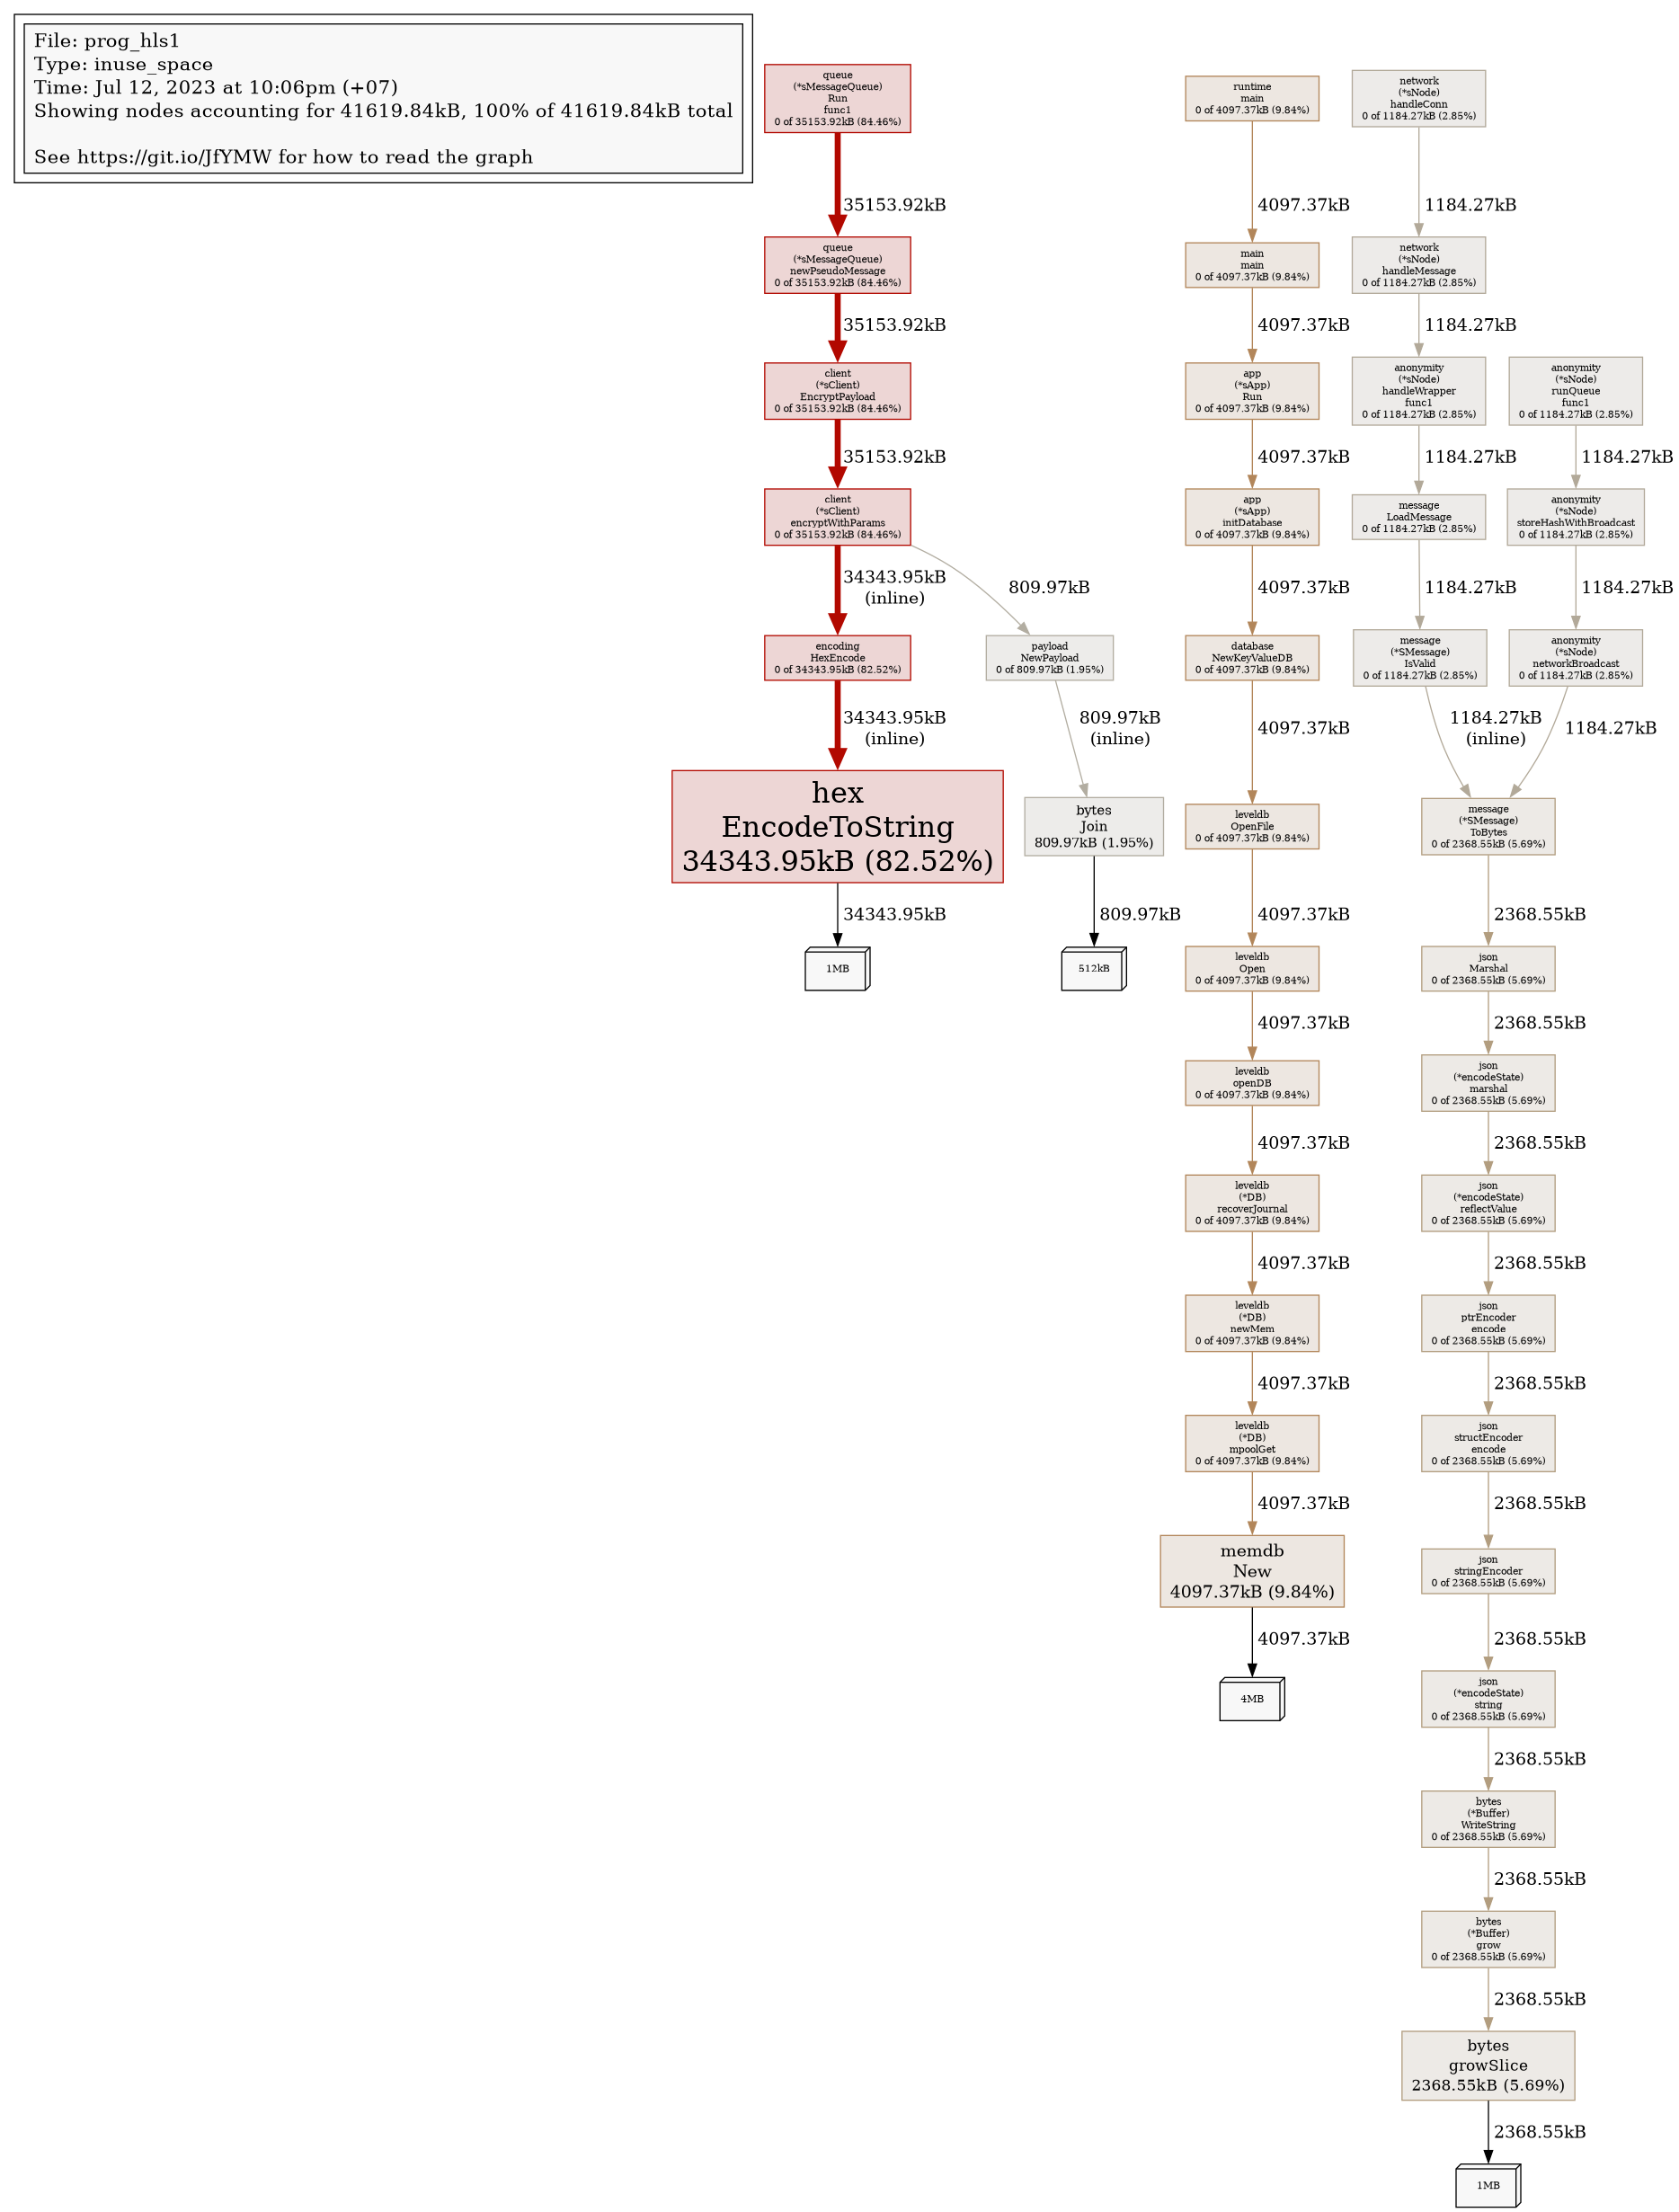 File: prog_hls1
Type: inuse_space
Time: Jul 12, 2023 at 10:06pm (+07)
Showing nodes accounting for 41619.84kB, 100% of 41619.84kB total
See https://git.io/JfYMW for how to read the graph
queue
(*sMessageQueue)
Run
func1
0 of 35153.92kB (84.46%)
35153.92kB
queue
(*sMessageQueue)
newPseudoMessage
0 of 35153.92kB (84.46%)
35153.92kB
client
(*sClient)
EncryptPayload
0 of 35153.92kB (84.46%)
35153.92kB
client
(*sClient)
encryptWithParams
0 of 35153.92kB (84.46%)
34343.95kB
(inline)
809.97kB
encoding
HexEncode
0 of 34343.95kB (82.52%)
34343.95kB
(inline)
hex
EncodeToString
34343.95kB (82.52%)
34343.95kB
1MB
payload
NewPayload
0 of 809.97kB (1.95%)
809.97kB
(inline)
bytes
Join
809.97kB (1.95%)
809.97kB
512kB
runtime
main
0 of 4097.37kB (9.84%)
4097.37kB
main
main
0 of 4097.37kB (9.84%)
4097.37kB
app
(*sApp)
Run
0 of 4097.37kB (9.84%)
4097.37kB
app
(*sApp)
initDatabase
0 of 4097.37kB (9.84%)
4097.37kB
database
NewKeyValueDB
0 of 4097.37kB (9.84%)
4097.37kB
leveldb
OpenFile
0 of 4097.37kB (9.84%)
4097.37kB
leveldb
Open
0 of 4097.37kB (9.84%)
4097.37kB
leveldb
openDB
0 of 4097.37kB (9.84%)
4097.37kB
leveldb
(*DB)
recoverJournal
0 of 4097.37kB (9.84%)
4097.37kB
leveldb
(*DB)
newMem
0 of 4097.37kB (9.84%)
4097.37kB
leveldb
(*DB)
mpoolGet
0 of 4097.37kB (9.84%)
4097.37kB
memdb
New
4097.37kB (9.84%)
4097.37kB
4MB
network
(*sNode)
handleConn
0 of 1184.27kB (2.85%)
1184.27kB
network
(*sNode)
handleMessage
0 of 1184.27kB (2.85%)
1184.27kB
anonymity
(*sNode)
handleWrapper
func1
0 of 1184.27kB (2.85%)
1184.27kB
message
LoadMessage
0 of 1184.27kB (2.85%)
1184.27kB
message
(*SMessage)
IsValid
0 of 1184.27kB (2.85%)
1184.27kB
(inline)
anonymity
(*sNode)
runQueue
func1
0 of 1184.27kB (2.85%)
1184.27kB
anonymity
(*sNode)
storeHashWithBroadcast
0 of 1184.27kB (2.85%)
1184.27kB
anonymity
(*sNode)
networkBroadcast
0 of 1184.27kB (2.85%)
1184.27kB
message
(*SMessage)
ToBytes
0 of 2368.55kB (5.69%)
2368.55kB
json
Marshal
0 of 2368.55kB (5.69%)
2368.55kB
json
(*encodeState)
marshal
0 of 2368.55kB (5.69%)
2368.55kB
json
(*encodeState)
reflectValue
0 of 2368.55kB (5.69%)
2368.55kB
json
ptrEncoder
encode
0 of 2368.55kB (5.69%)
2368.55kB
json
structEncoder
encode
0 of 2368.55kB (5.69%)
2368.55kB
json
stringEncoder
0 of 2368.55kB (5.69%)
2368.55kB
json
(*encodeState)
string
0 of 2368.55kB (5.69%)
2368.55kB
bytes
(*Buffer)
WriteString
0 of 2368.55kB (5.69%)
2368.55kB
bytes
(*Buffer)
grow
0 of 2368.55kB (5.69%)
2368.55kB
bytes
growSlice
2368.55kB (5.69%)
2368.55kB
1MB